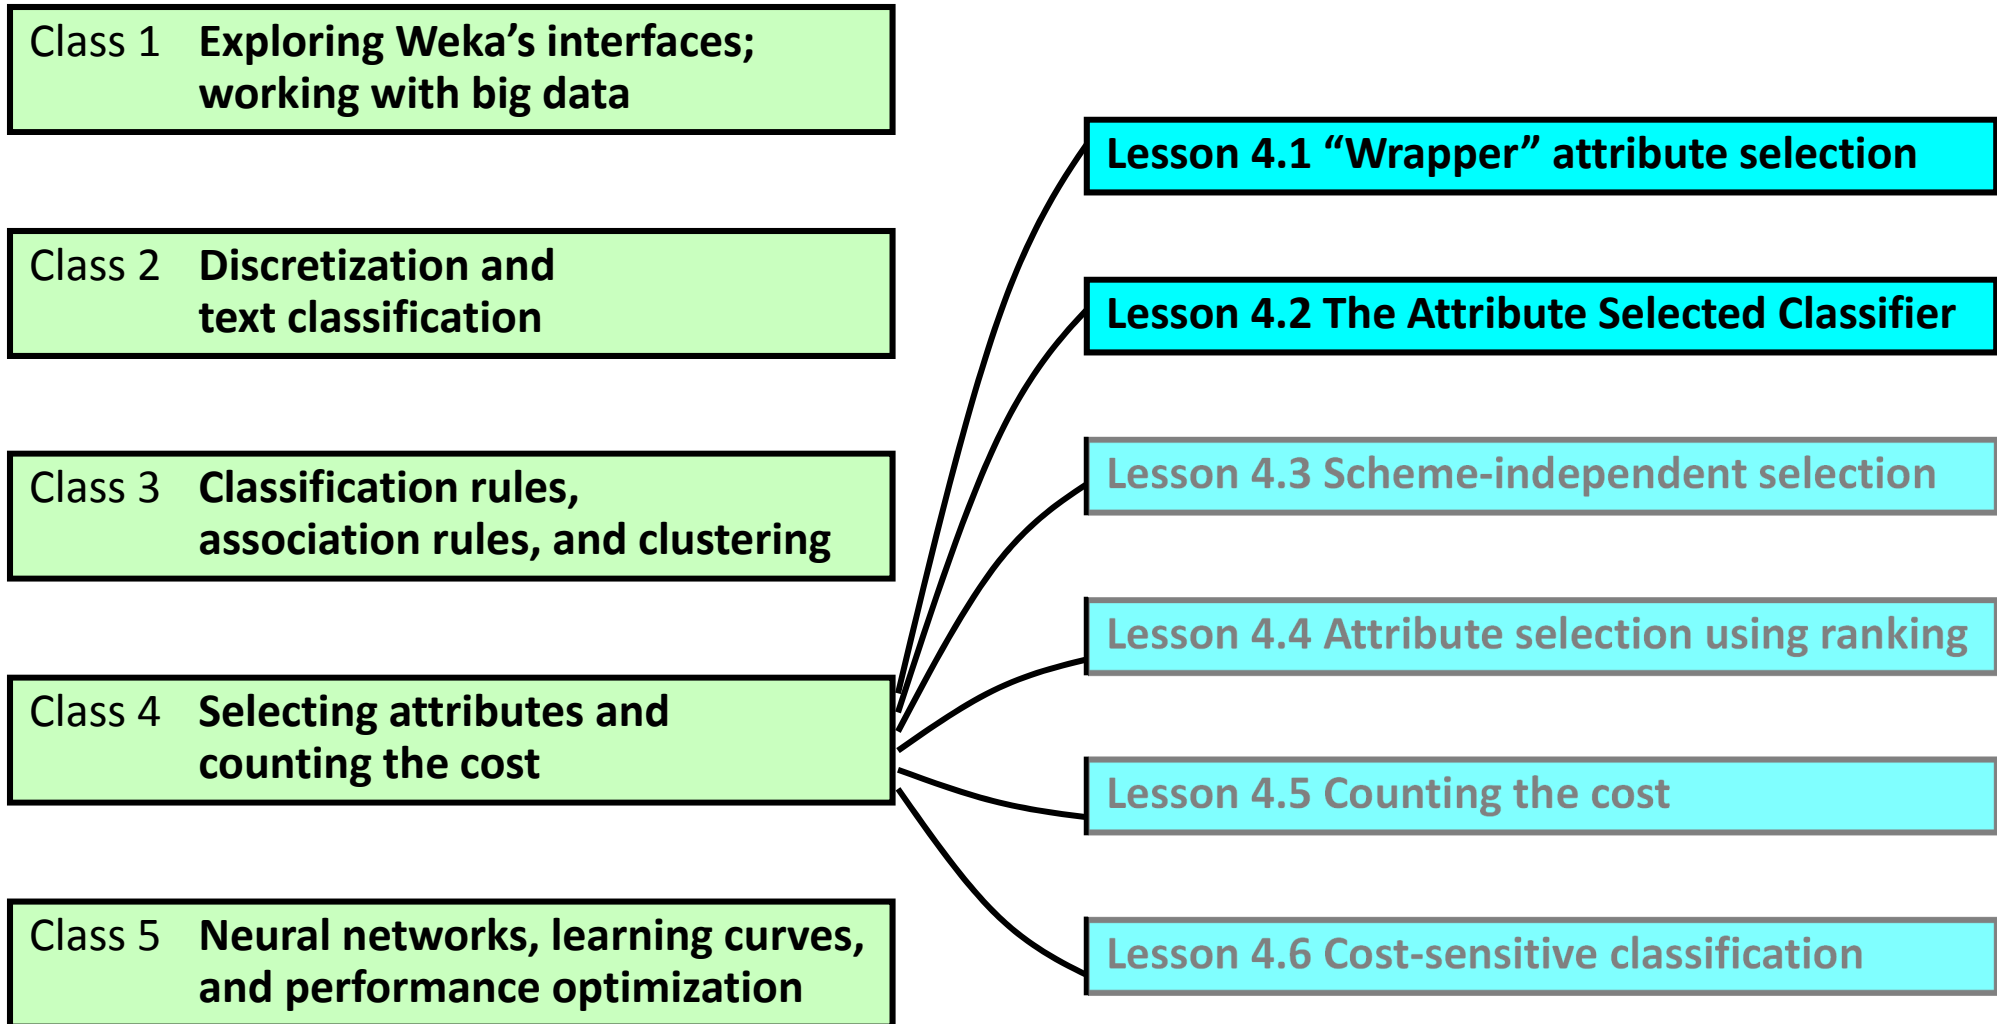 Class 1 Exploring Weka’s interfaces;
working with big data
Class 2 Discretization and
text classification
Class 3 Classification rules,
association rules, and clustering
Class 4 Selecting attributes and
counting the cost
Class 5 Neural networks, learning curves,
and performance optimization
Lesson 4.1 “Wrapper” attribute selection
Lesson 4.2 The Attribute Selected Classifier
Lesson 4.3 Scheme-independent selection
Lesson 4.4 Attribute selection using ranking
Lesson 4.5 Counting the cost
Lesson 4.6 Cost-sensitive classification